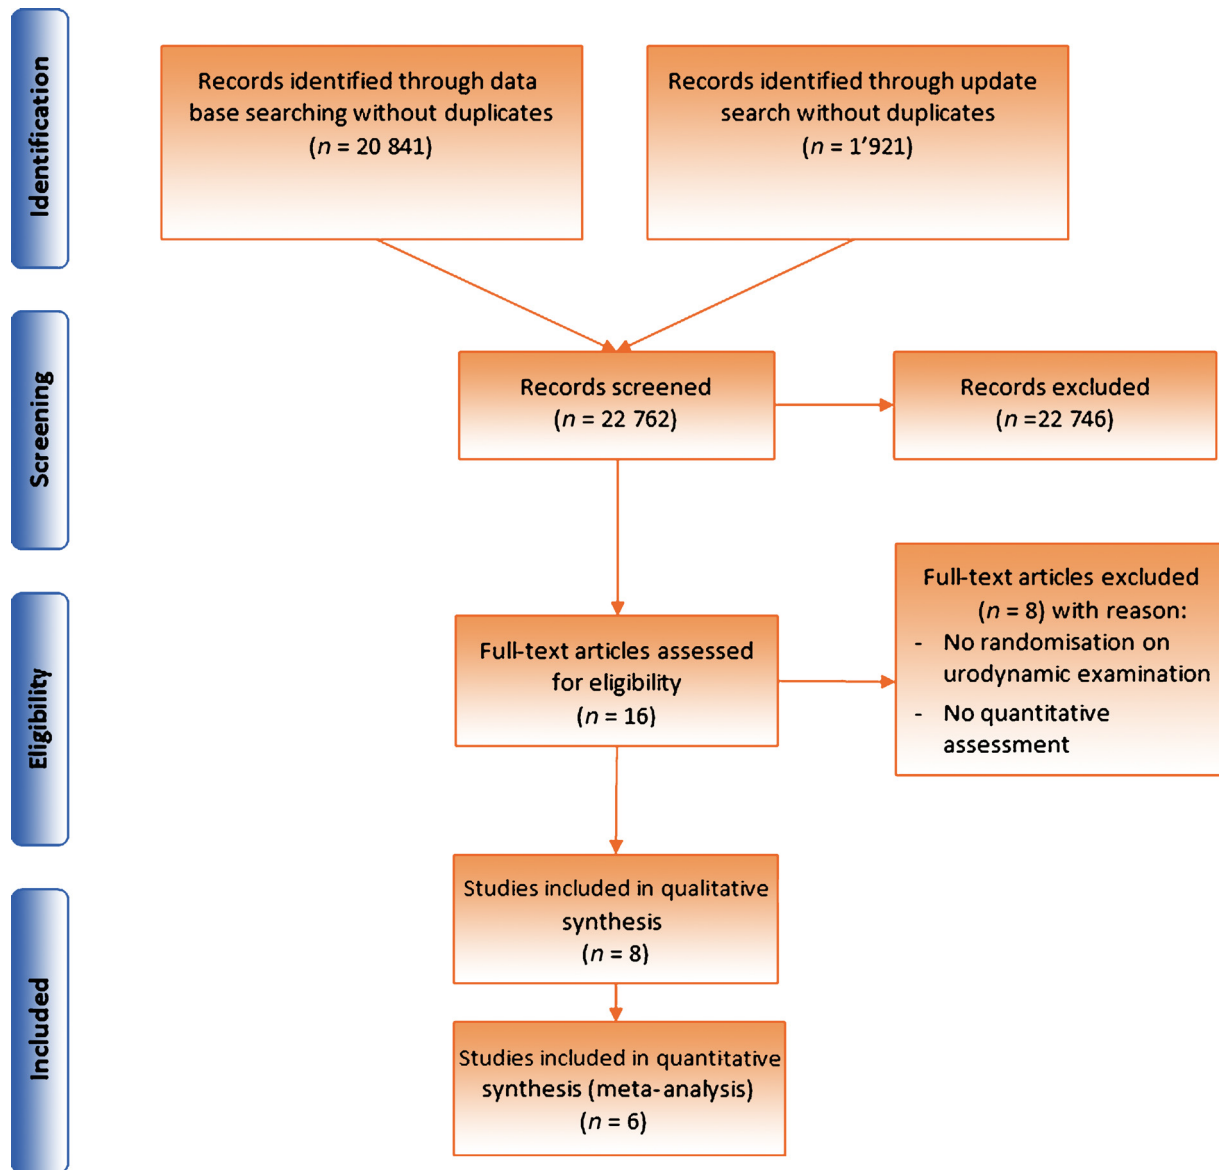 Identification
Records identified through data
base searching without duplicates
(n = 20 841)
Records identified through update
search without duplicates
(n = 1’921)
Screening
Records screened
(n = 22 762)
Records excluded
(n =22 746)
Eligibility
Full-text articles assessed
for eligibility
(n = 16)
Full-text articles excluded
(n = 8) with reason:
- No randomisation on
urodynamic examination
- No quantitative
assessment
Included
Studies included in qualitative
synthesis
(n = 8)
Studies included in quantitative
synthesis (meta-analysis)
(n = 6)